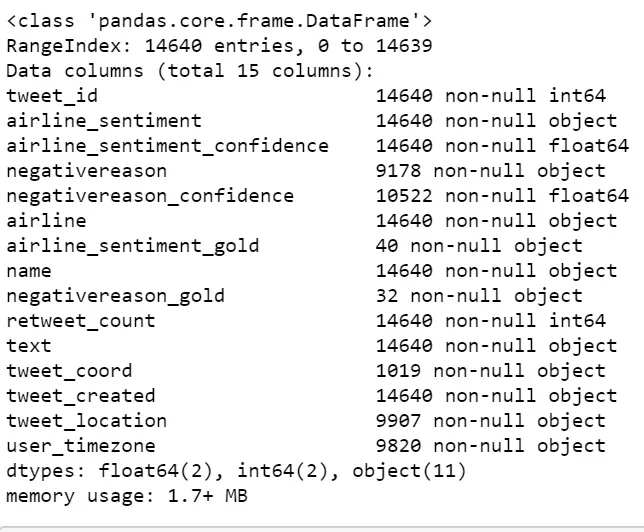 <class 'pandas.core.frame.DataFrame'>
RangeIndex: 14640 entries, 0 to 14639
Data columns (total 15 columns):
tweet_id                        14640 non-null int64
airline_sentiment               14640 non-null object
airline_sentiment_confidence    14640 non-null float64
negativereason                  9178 non-null object
negativereason_confidence       10522 non-null float64
airline                         14640 non-null object
airline_sentiment_gold          40 non-null object
name                            14640 non-null object
negativereason_gold             32 non-null object
retweet_count                   14640 non-null int64
text                            14640 non-null object
tweet_coord                     1019 non-null object
tweet_created                   14640 non-null object
tweet_location                  9907 non-null object
user_timezone                   9820 non-null object
dtypes: float64(2), int64(2), object(11)
memory usage: 1.7+ MB